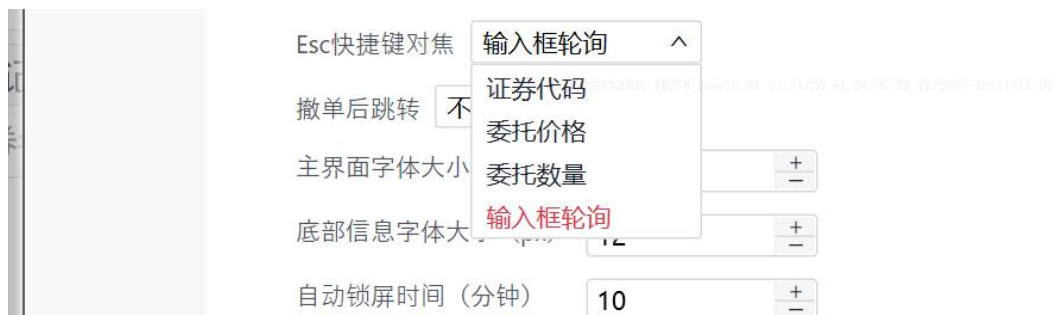 Esc快捷键对焦 输入框轮询
证券代码
撤单后跳转 不
委托价格
主界面字体大小
委托数量
输入框轮询
底部信息字体大
12
自动锁屏时间（分钟） 10